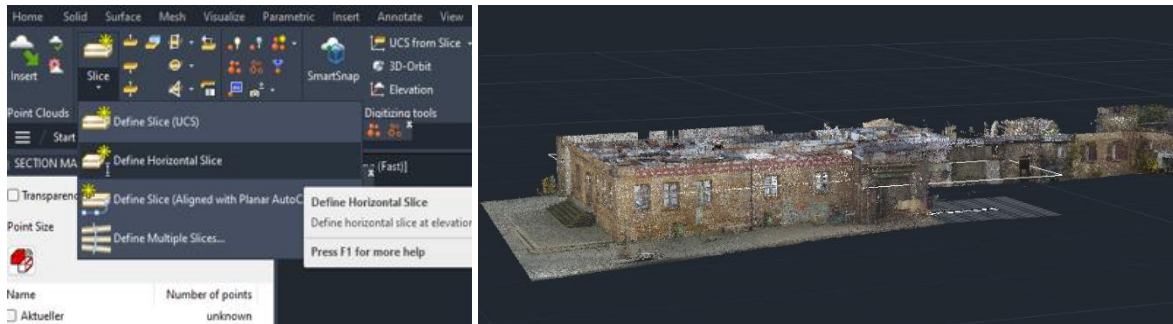 Home Solid Surface Mesh Visualize Parametric Insert Annotate View
UCS from Slice
3D-Orbit
Insert Slice SmartSnap Elevation
Point Clouds Digitizing tools
Define Slice (UCS)
Start
Define Horizontal Slice
SECTION MA (Fast)]
Transparen
Define Slice (Aligned with Planar AutoC
Define Horizontal Slice
Define horizontal slice at elevation
Point Size
Define Multiple Slices...
Press F1 for more help
Name Number of points
Aktueller unknown